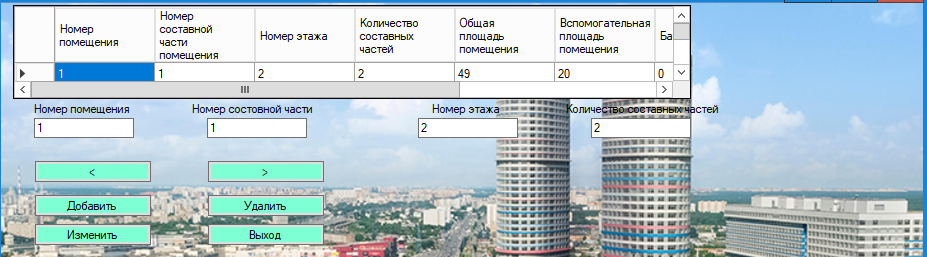 Номер помещения
Номер составной части помещения
Номер этажа
Количество составных частей
Общая площадь помещения
Вспомогательная площадь помещения
Ба
1 1 2 2 49 20 0
Номер помещения Номер состовной части Номер этажа Количество составных частей
1 1 2 2
< >
Добавить Удалить
Изменить Выход